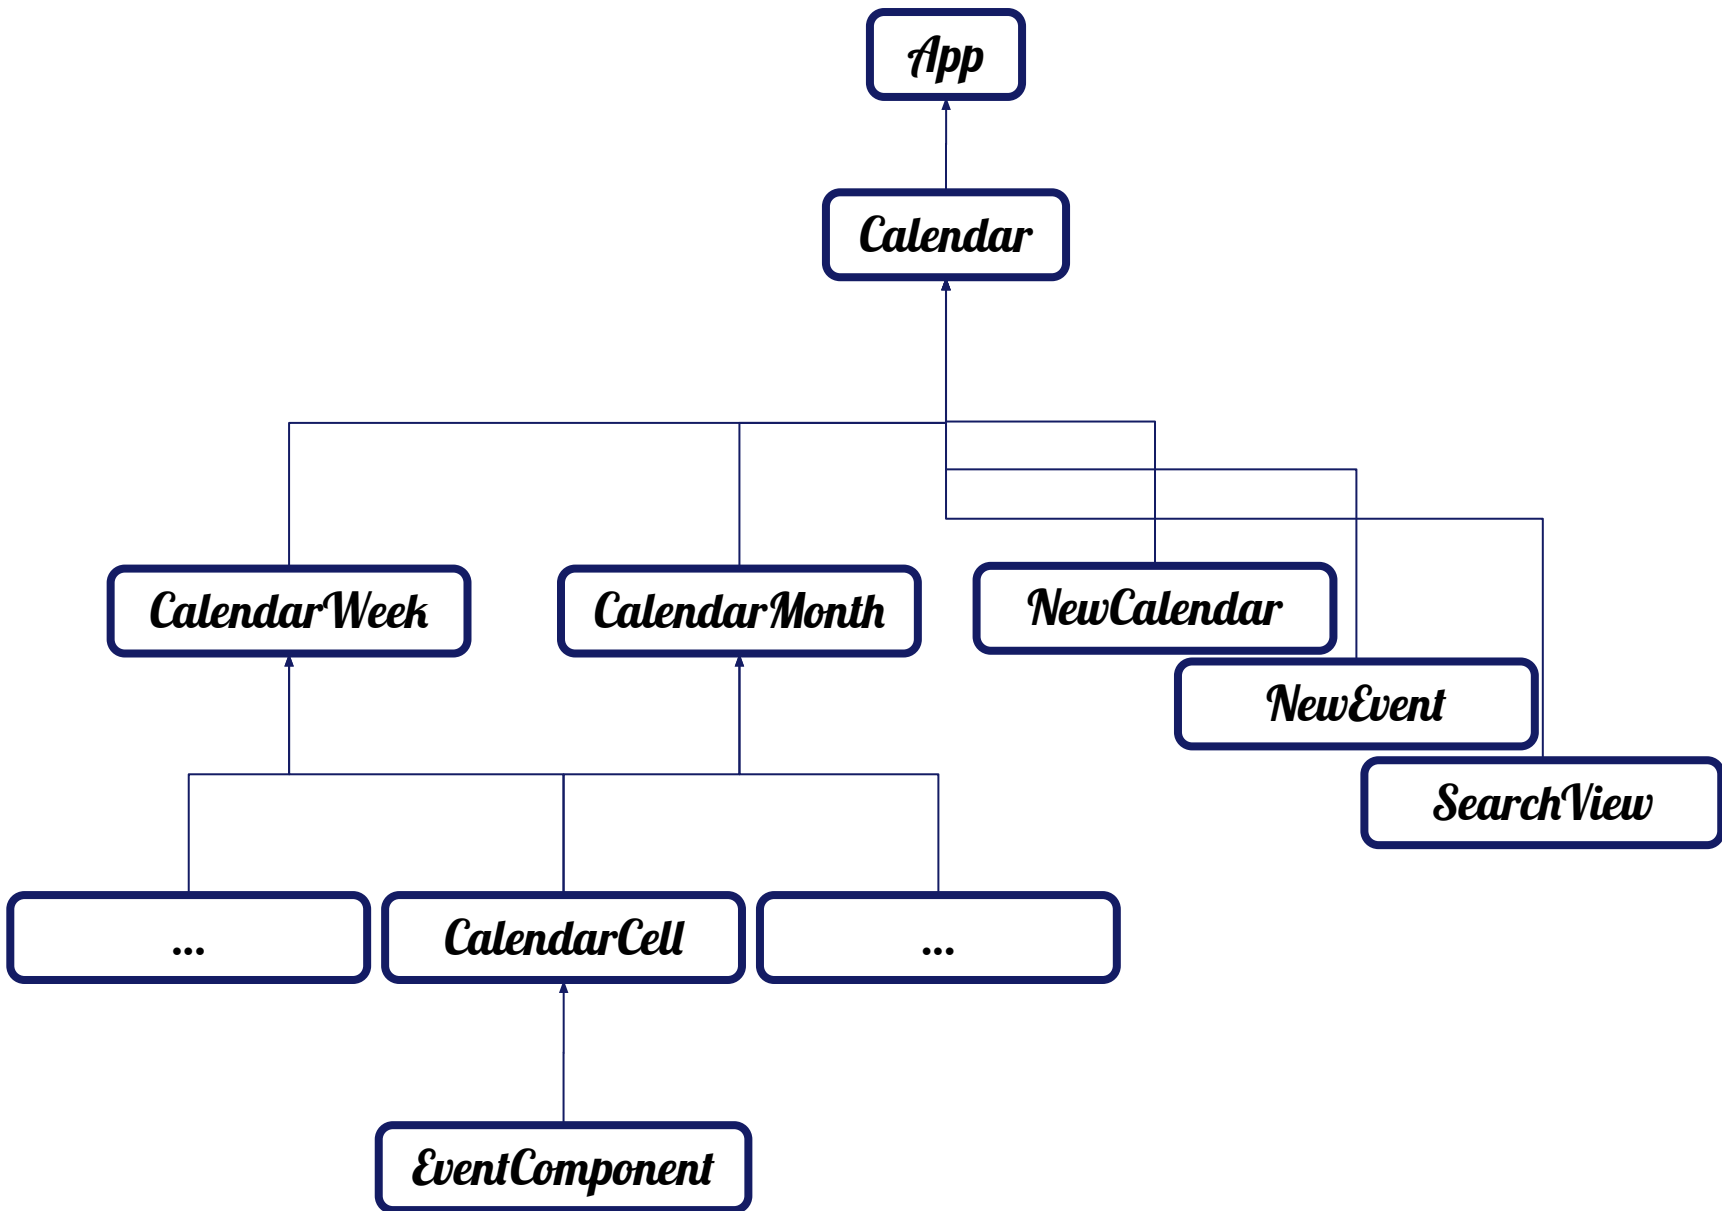 App
Calendar
CalendarWeek
CalendarMonth
NewCalendar
NewEvent
SearchView
...
CalendarCell
...
EventComponent